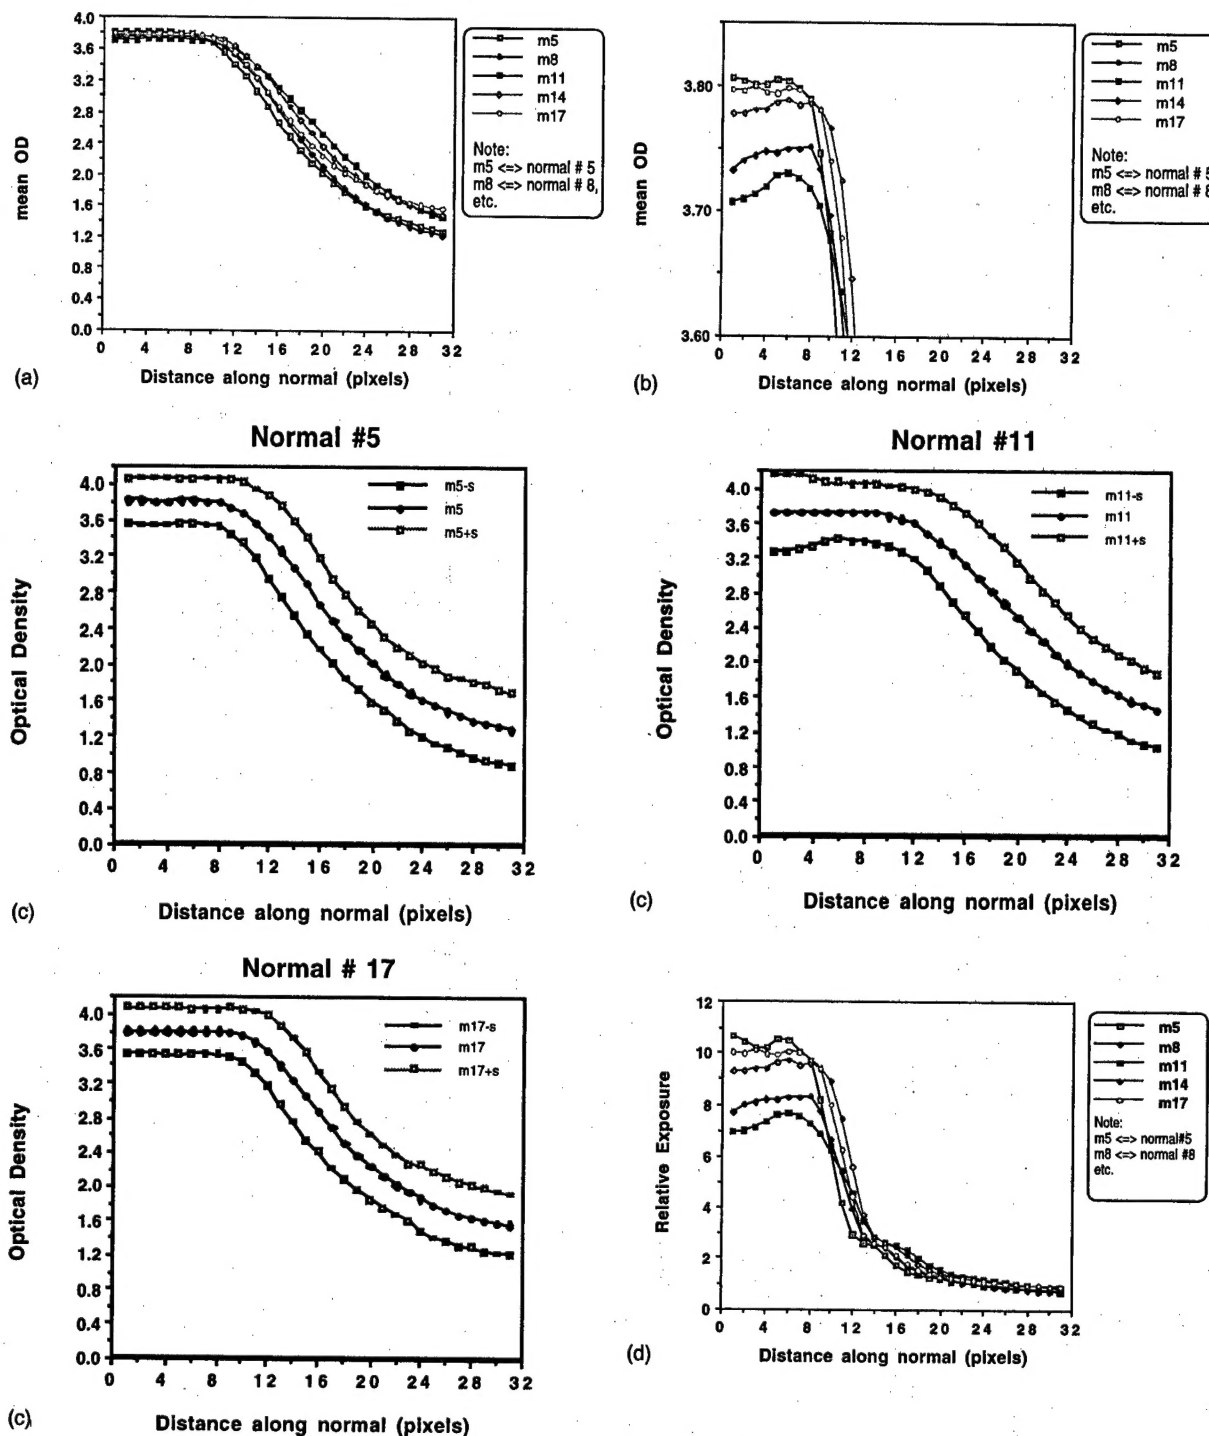 4.0
3.6
3.2
2.8
2.4
2.0
1.6
1.2
0.8
0.4
0.0
mean OD
0 4 8 12 16 20 24 28 32
Distance along normal (pixels)
(a)
m5
m8
m11
m14
m17
Note:
m5 <=> normal # 5
m8 <=> normal # 8,
etc.
3.80
3.70
3.60
mean OD
0 4 8 12 16 20 24 28 32
Distance along normal (pixels)
(b)
m5
m8
m11
m14
m17
Note:
m5 <=> normal # 5
m8 <=> normal # 8
etc.
Normal #5
4.0
3.6
3.2
2.8
2.4
2.0
1.6
1.2
0.8
0.4
0.0
Optical Density
m5-s
m5
m5+s
0 4 8 12 16 20 24 28 32
Distance along normal (pixels)
(c)
Normal #11
4.0
3.6
3.2
2.8
2.4
2.0
1.6
1.2
0.8
0.4
0.0
Optical Density
m11-s
m11
m11+s
0 4 8 12 16 20 24 28 32
Distance along normal (pixels)
(c)
Normal # 17
4.0
3.6
3.2
2.8
2.4
2.0
1.6
1.2
0.8
0.4
0.0
Optical Density
m17-s
m17
m17+s
0 4 8 12 16 20 24 28 32
Distance along normal (pixels)
(c)
12
10
8
6
4
2
0
Relative Exposure
0 4 8 12 16 20 24 28 32
Distance along normal (pixels)
(d)
m5
m8
m11
m14
m17
Note:
m5 <=> normal#5
m8 <=> normal #8
etc.